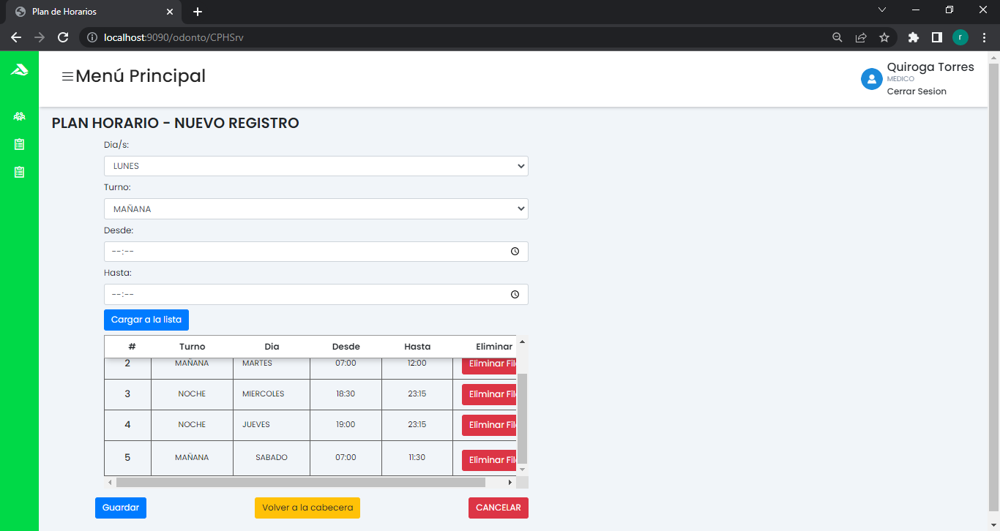 Plan de Horarios
localhost:9090/odonto/CPHSrv
r
Menú Principal
Quiroga Torres
MEDICO
Cerrar Sesion
PLAN HORARIO - NUEVO REGISTRO
Dia/s:
LUNES
Turno:
MAÑANA
Desde:
--:--
Hasta:
--:--
Cargar a la lista
# Turno Dia Desde Hasta Eliminar
2 MAÑANA MARTES 07:00 12:00 Eliminar Fil
3 NOCHE MIERCOLES 18:30 23:15 Eliminar Fil
4 NOCHE JUEVES 19:00 23:15 Eliminar Fil
5 MAÑANA SABADO 07:00 11:30 Eliminar Fil
Guardar Volver a la cabecera CANCELAR